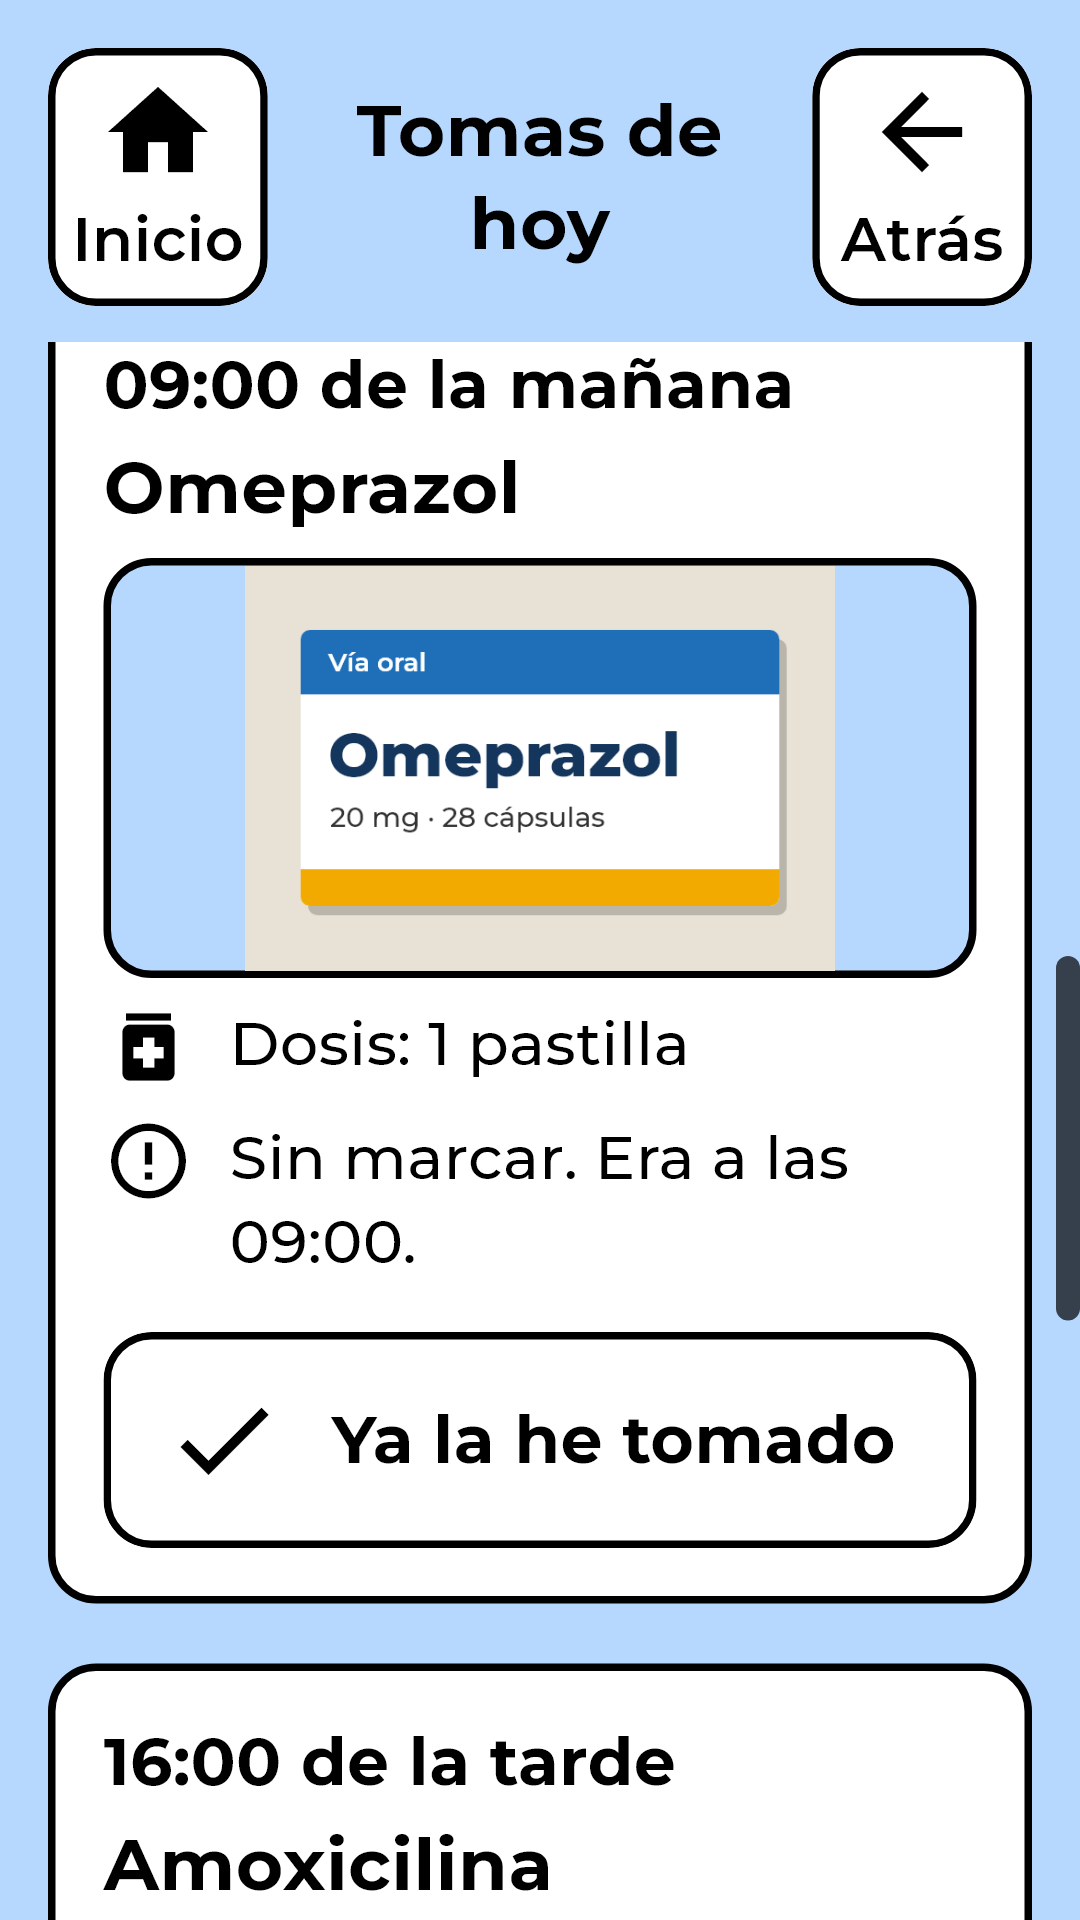 Inicio
Tomas de
hoy
Atrás
09:00 de la mañana
Omeprazol
Vía oral
Omeprazol
20 mg · 28 cápsulas
Dosis: 1 pastilla
Sin marcar. Era a las
09:00.
Ya la he tomado
16:00 de la tarde
Amoxicilina